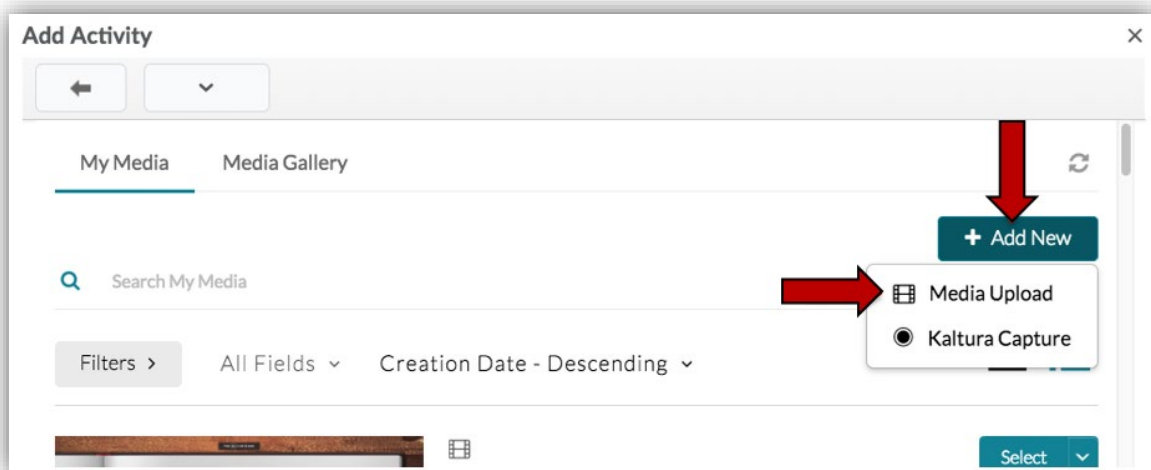 Add Activity
My Media Media Gallery
+ Add New
Search My Media
Media Upload
Kaltura Capture
Filters > All Fields Creation Date - Descending
Select